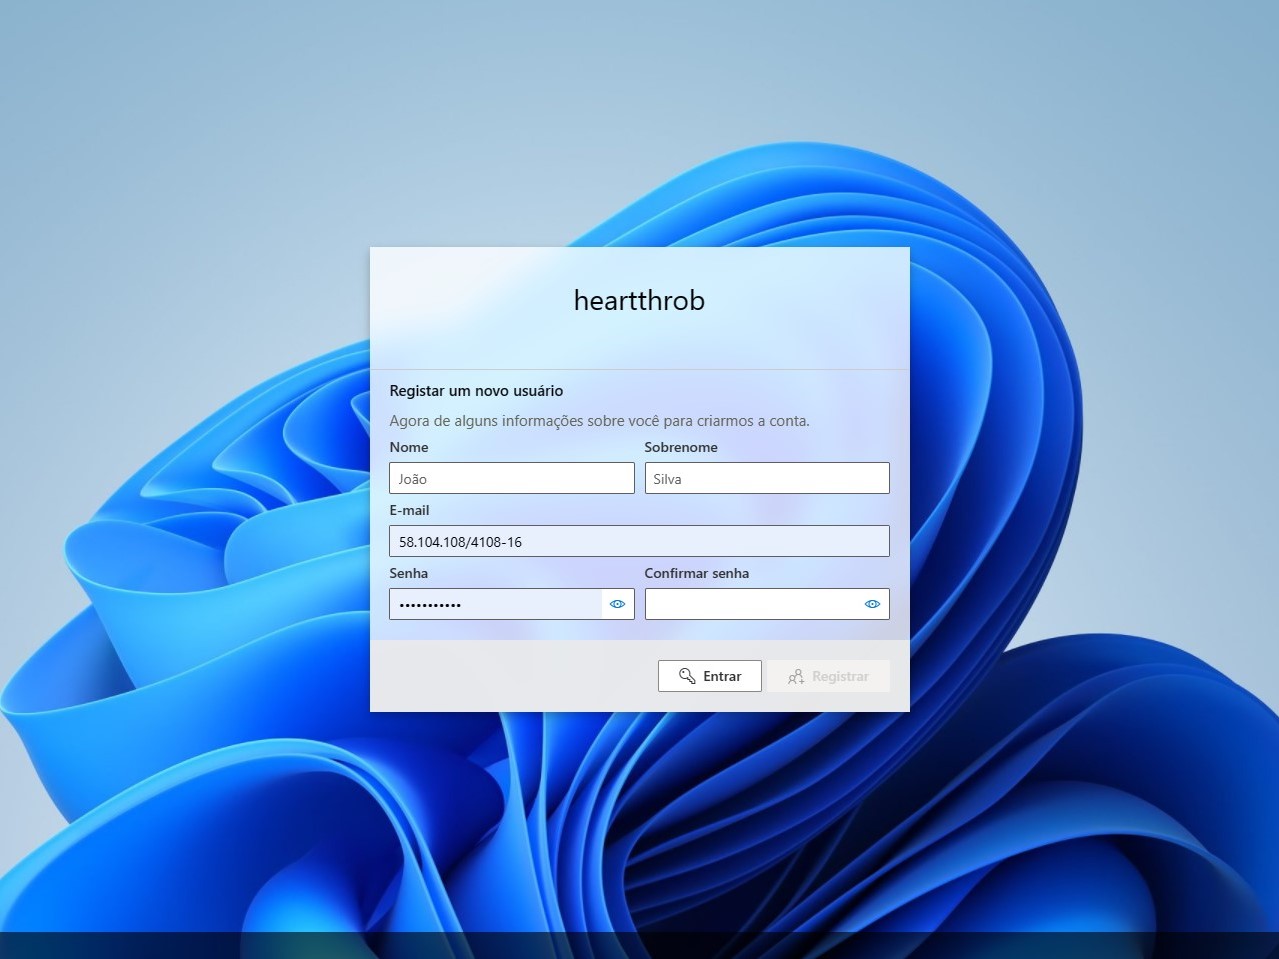 heartthrob
Registar um novo usuário
Agora de alguns informações sobre você para criarmos a conta.
Nome Sobrenome
João Silva
E-mail
58.104.108/4108-16
Senha Confirmar senha
•••••••••••
Entrar Registrar